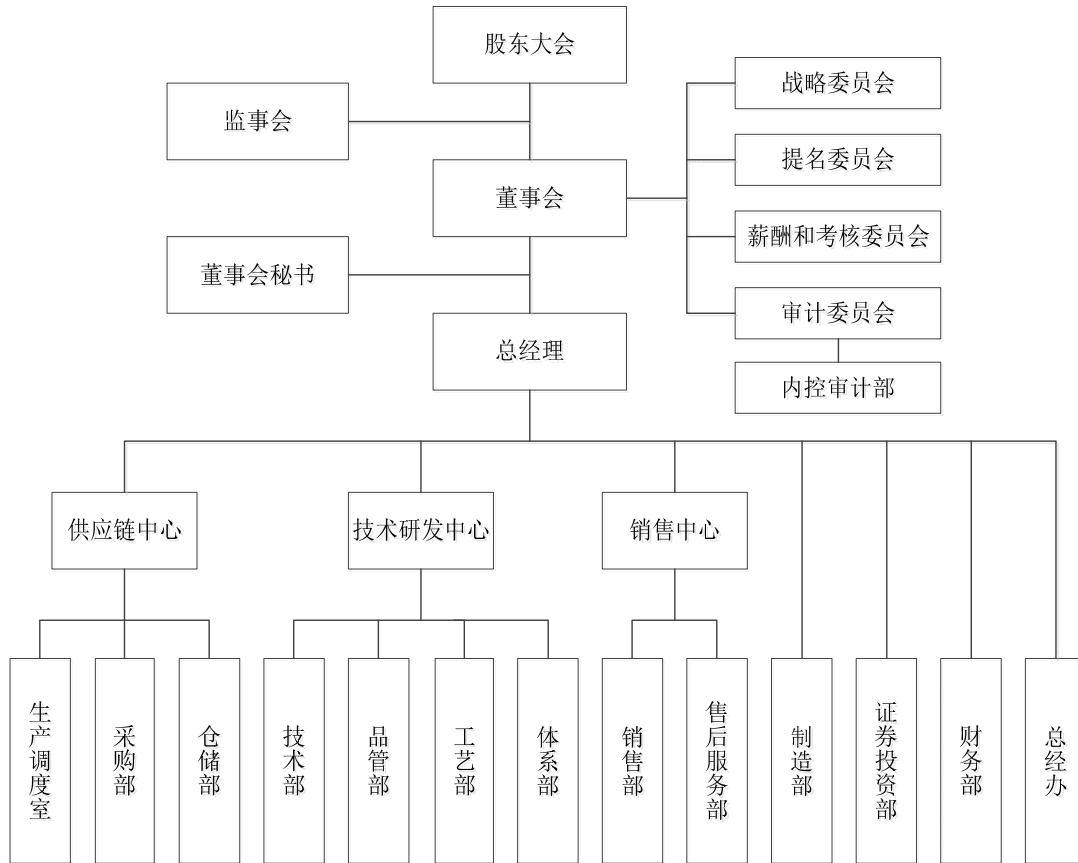 股东大会
战略委员会
监事会
提名委员会
董事会
薪酬和考核委员会
董事会秘书
审计委员会
总经理
内控审计部
供应链中心
技术研发中心
销售中心
生产调度室
采购部
仓储部
技术部
品管部
工艺部
体系部
销售部
售后服务部
制造部
证券投资部
财务部
总经办